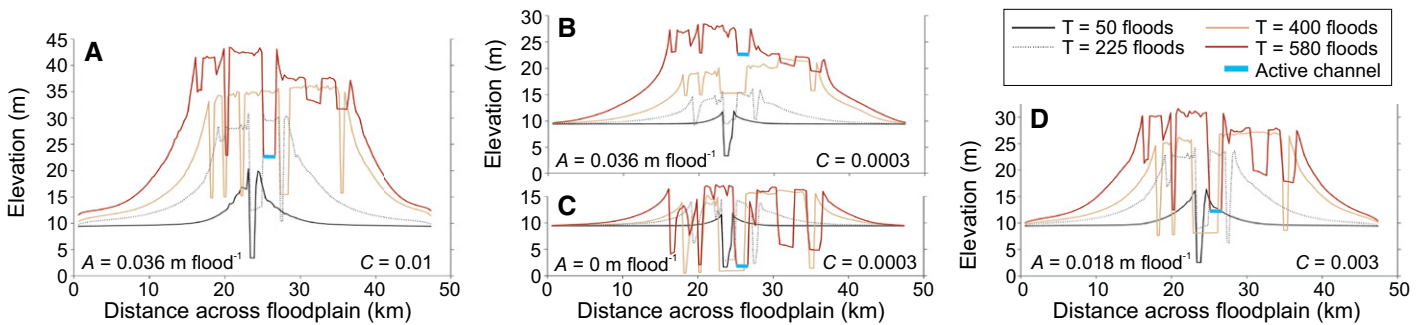 A
45
40
35
30
25
20
15
10
5
0
Elevation (m)
A = 0.036 m flood⁻¹
C = 0.01
0 10 20 30 40 50
Distance across floodplain (km)
B
30
25
20
15
10
5
0
Elevation (m)
A = 0.036 m flood⁻¹
C = 0.0003
C
15
10
5
0
A = 0 m flood⁻¹
C = 0.0003
0 10 20 30 40 50
Distance across floodplain (km)
T = 50 floods
T = 400 floods
T = 225 floods
T = 580 floods
Active channel
D
30
25
20
15
10
5
0
Elevation (m)
A = 0.018 m flood⁻¹
C = 0.003
0 10 20 30 40 50
Distance across floodplain (km)